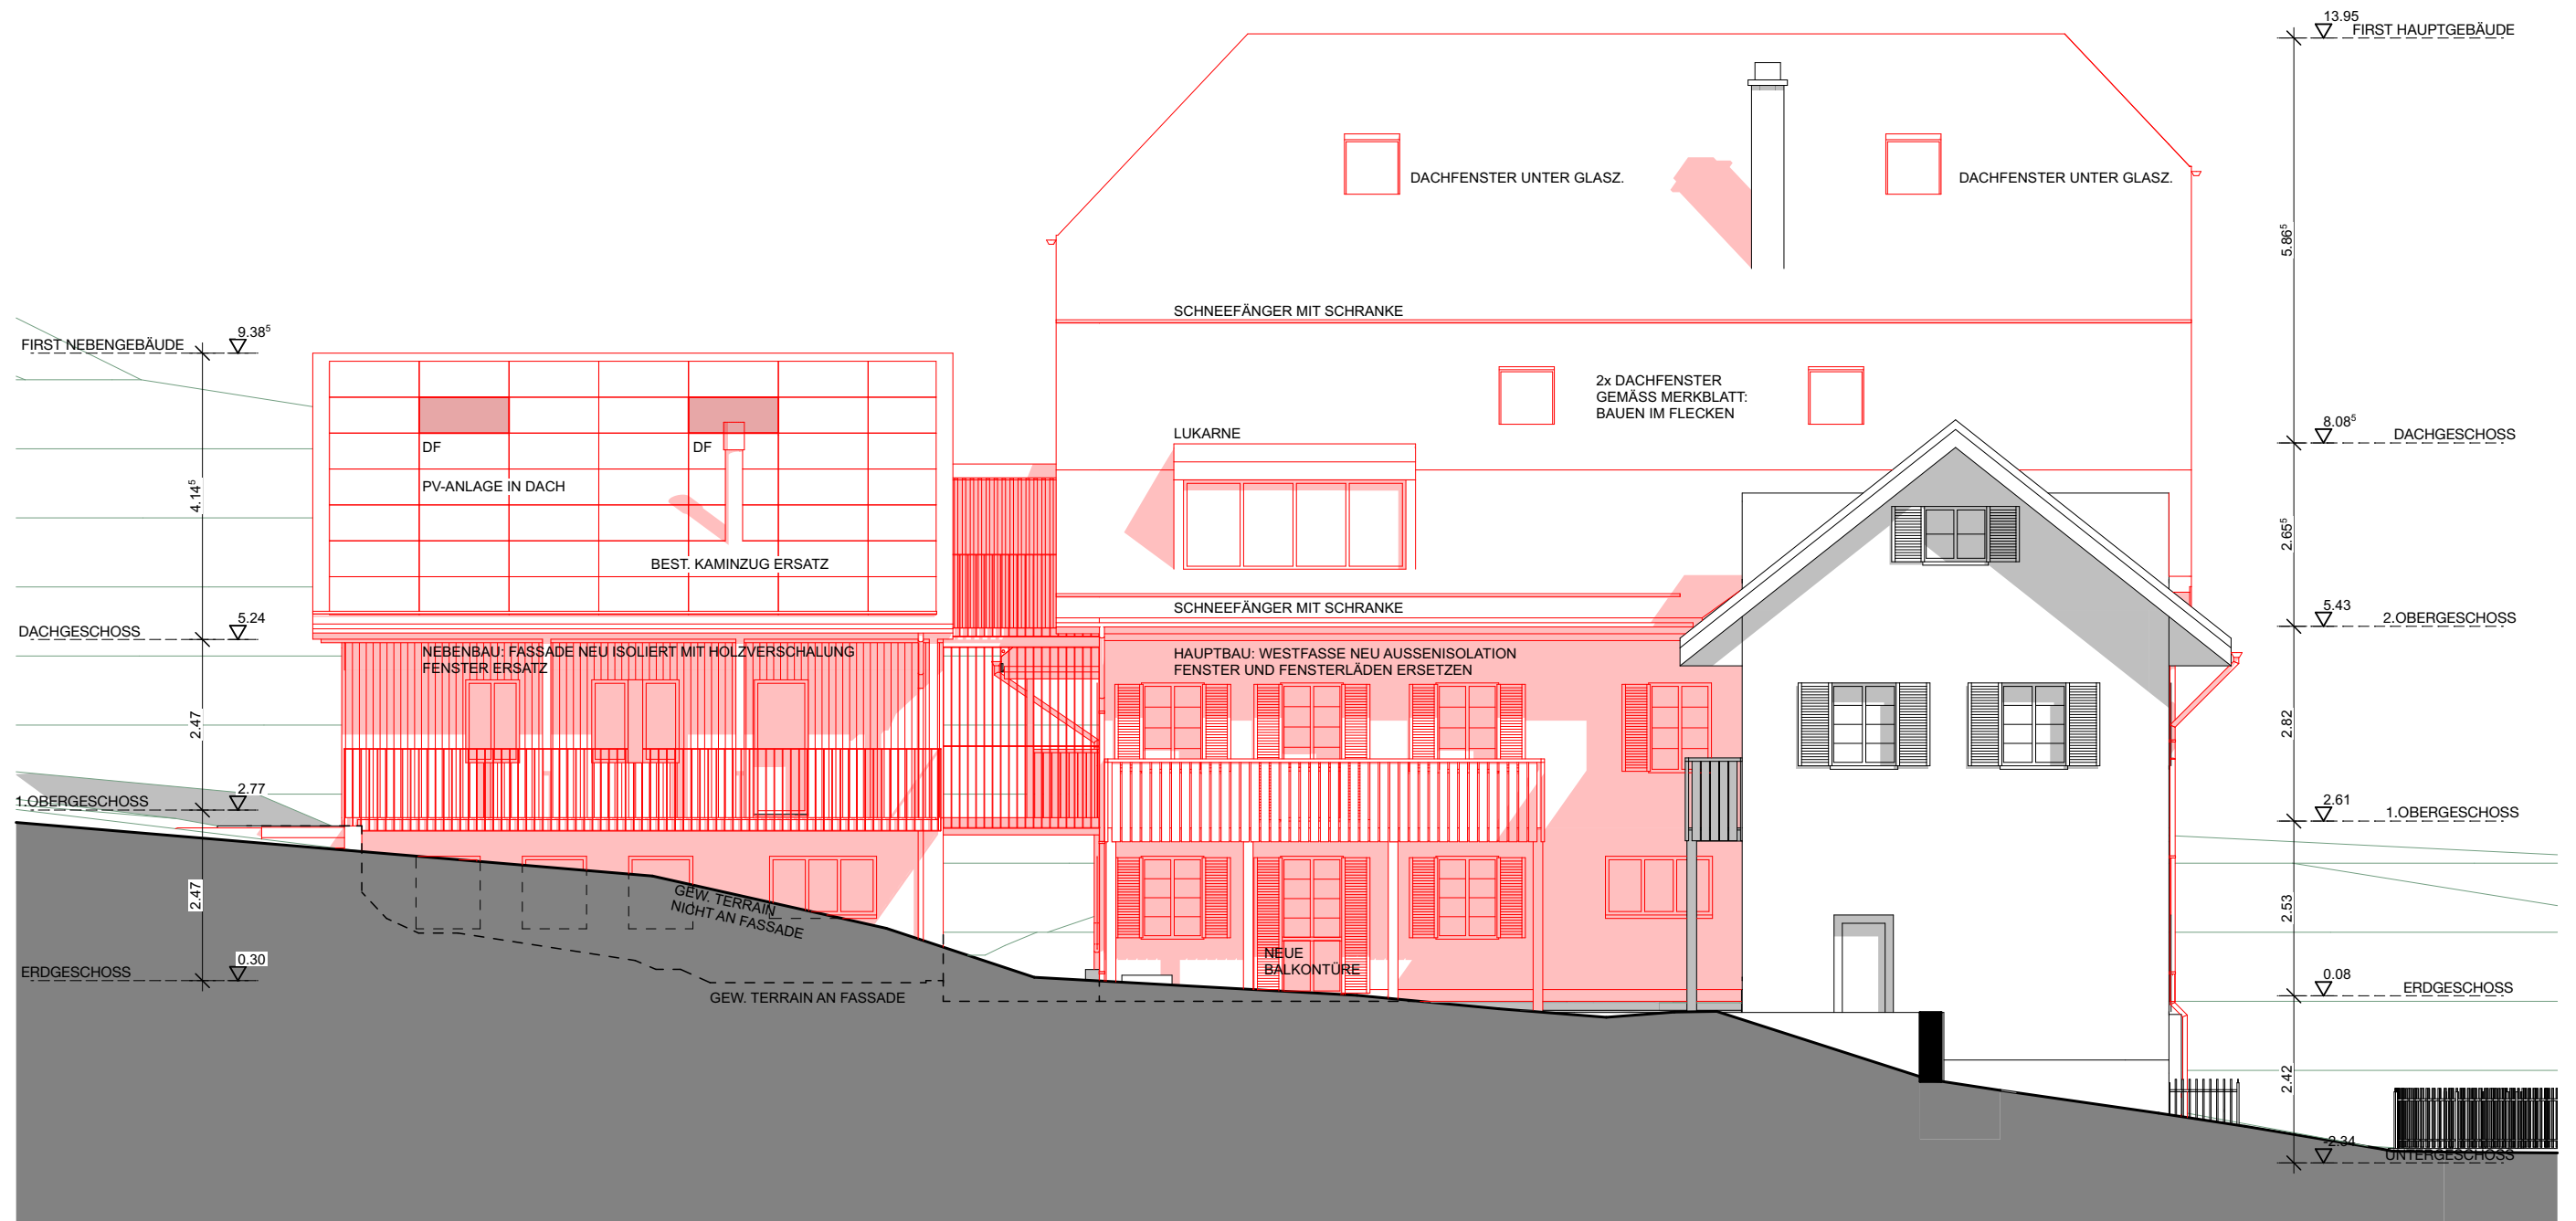 13.95
FIRST HAUPTGEBÄUDE
DACHFENSTER UNTER GLASZ.
DACHFENSTER UNTER GLASZ.
5.86⁵
SCHNEEFÄNGER MIT SCHRANKE
9.38⁵
FIRST NEBENGEBÄUDE
2x DACHFENSTER
GEMÄSS MERKBLATT:
BAUEN IM FLECKEN
8.08⁵
DACHGESCHOSS
LUKARNE
DF
DF
PV-ANLAGE IN DACH
4.14⁵
2.65⁵
BEST. KAMINZUG ERSATZ
SCHNEEFÄNGER MIT SCHRANKE
5.24
DACHGESCHOSS
5.43
2.OBERGESCHOSS
NEBENBAU: FASSADE NEU ISOLIERT MIT HOLZVERSCHALUNG
FENSTER ERSATZ
HAUPTBAU: WESTFASSE NEU AUSSENISOLATION
FENSTER UND FENSTERLÄDEN ERSETZEN
2.47
2.82
2.77
1.OBERGESCHOSS
2.61
1.OBERGESCHOSS
2.47
GEW. TERRAIN
NICHT AN FASSADE
2.53
NEUE
BALKONTÜRE
0.30
ERDGESCHOSS
0.08
ERDGESCHOSS
GEW. TERRAIN AN FASSADE
2.42
-2.34
UNTERGESCHOSS